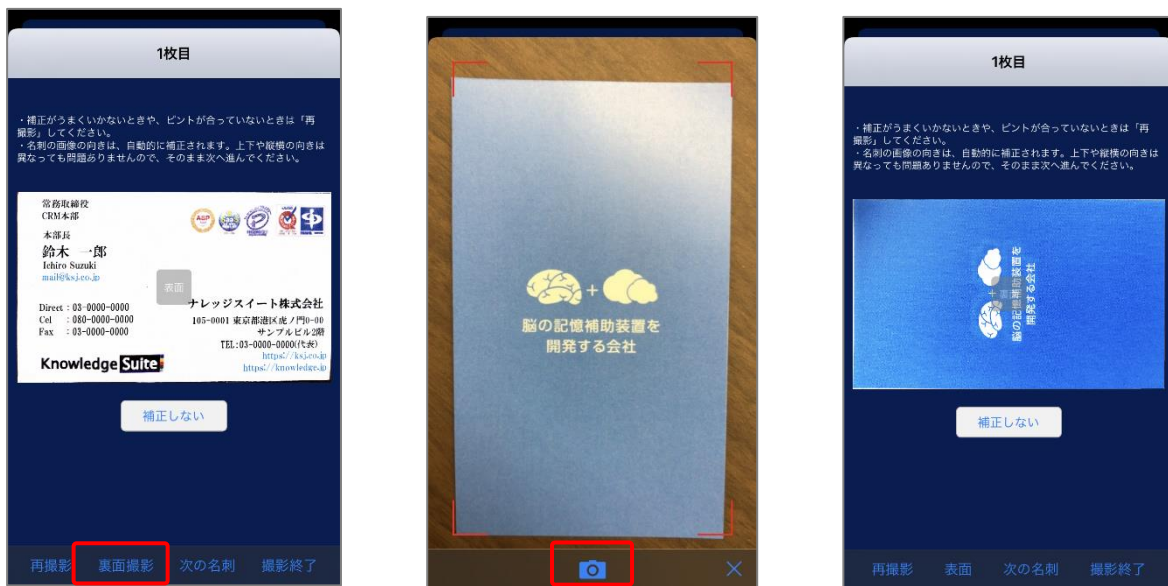 1枚目
・補正がうまくいかないときや、ピントが合っていないときは「再
撮影」してください。
・名刺の画像の向きは、自動的に補正されます。上下や縦横の向きは
異なっても問題ありませんので、そのまま次へ進んでください。
常務取締役
CRM本部
本部長
鈴木 一郎
Ichiro Suzuki
mail@ksj.co.jp
表面
Direct : 03-0000-0000
Cel : 080-0000-0000
Fax : 03-0000-0000
Knowledge Suite
ナレッジスイート株式会社
105-0001 東京都港区虎ノ門0-00
サンプルビル2階
TEL:03-0000-0000(代表)
https://ksj.co.jp
https://knowledge.jp
補正しない
再撮影 裏面撮影 次の名刺 撮影終了
脳の記憶補助装置を
開発する会社
1枚目
・補正がうまくいかないときや、ピントが合っていないときは「再
撮影」してください。
・名刺の画像の向きは、自動的に補正されます。上下や縦横の向きは
異なっても問題ありませんので、そのまま次へ進んでください。
脳の記憶補助装置を
開発する会社
補正しない
再撮影 表面 次の名刺 撮影終了